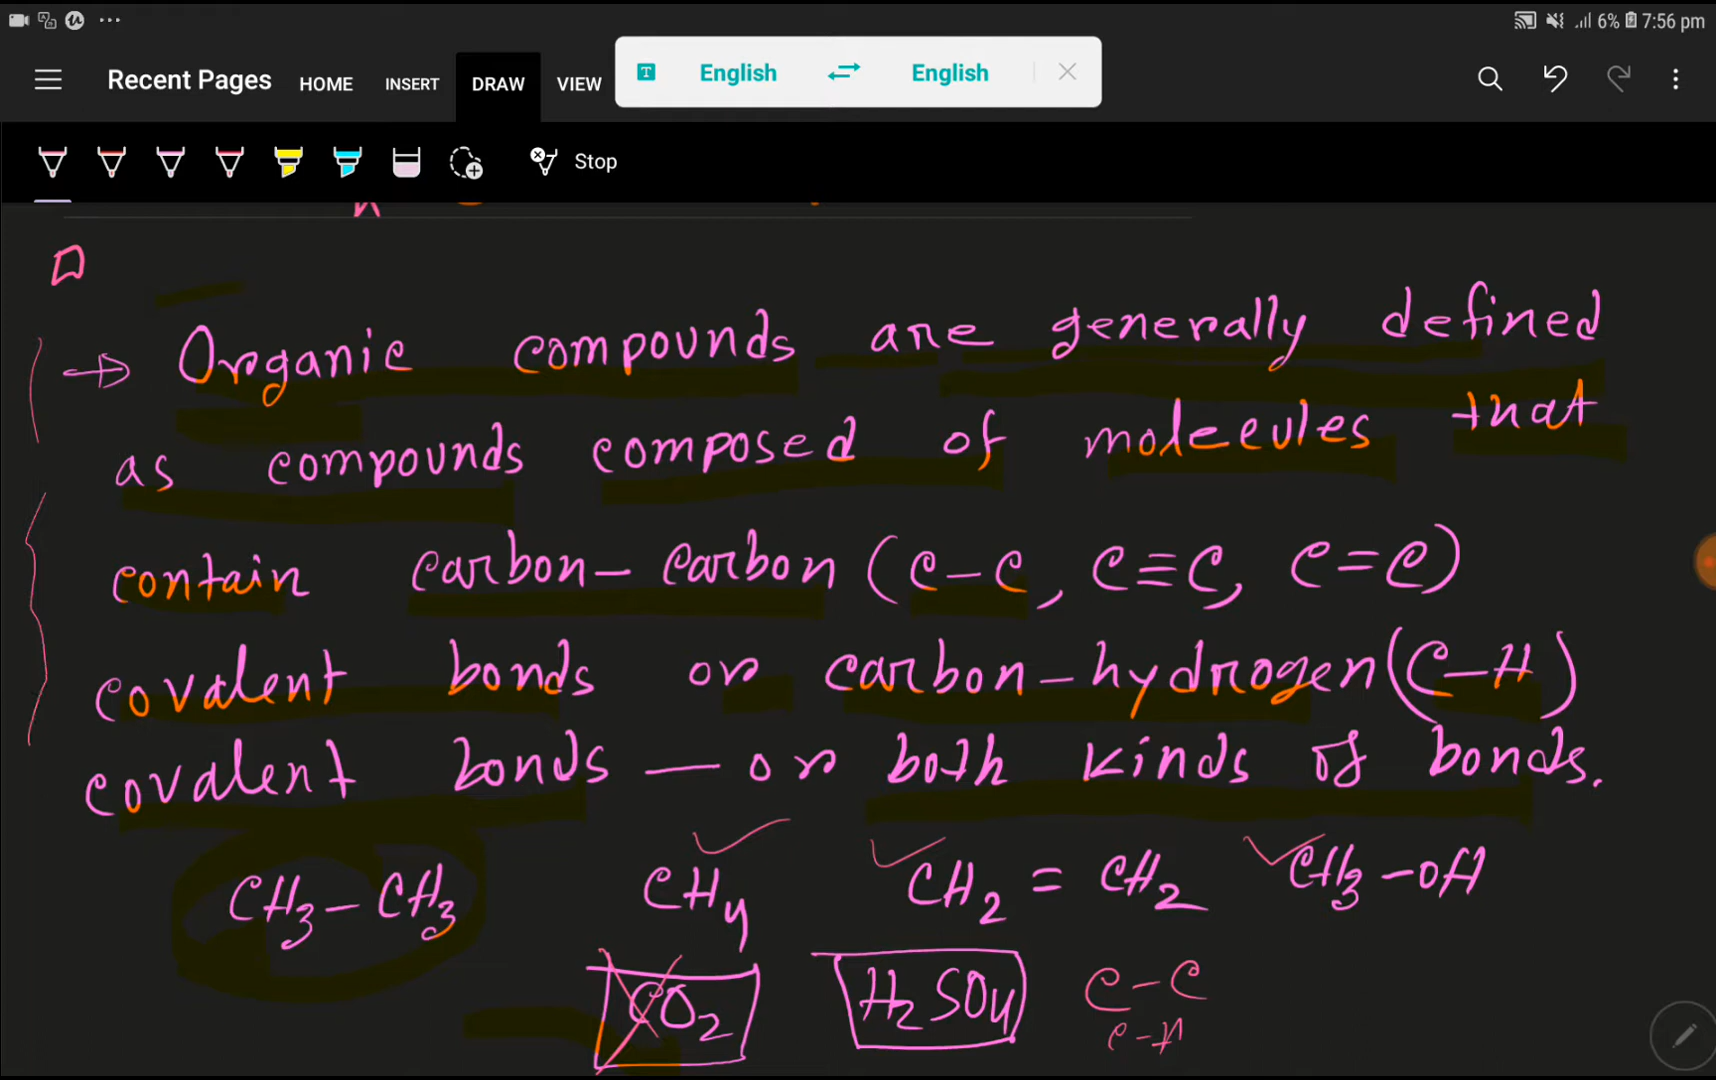 6% 7:56 pm
Recent Pages HOME INSERT DRAW VIEW English English
Stop
→ Organic compounds are generally defined
as compounds composed of molecules that
contain carbon-carbon (C-C, C≡C, C=C)
covalent bonds or carbon-hydrogen (C-H)
covalent bonds — or both kinds of bonds.
CH₃-CH₃ CH₄ CH₂ = CH₂ CH₃-OH
CO₂ H₂SO₄ C-C
C-H